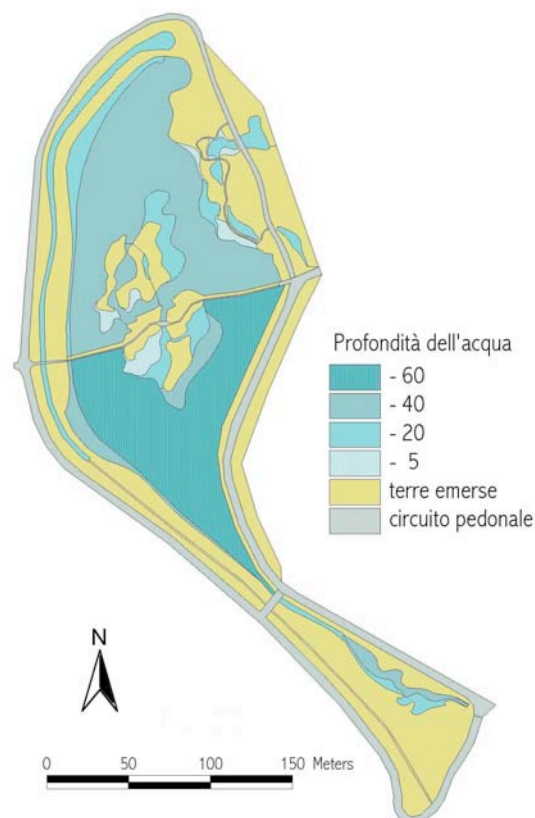 Profondità dell'acqua
- 60
- 40
- 20
- 5
terre emerse
circuito pedonale
N
0 50 100 150 Meters